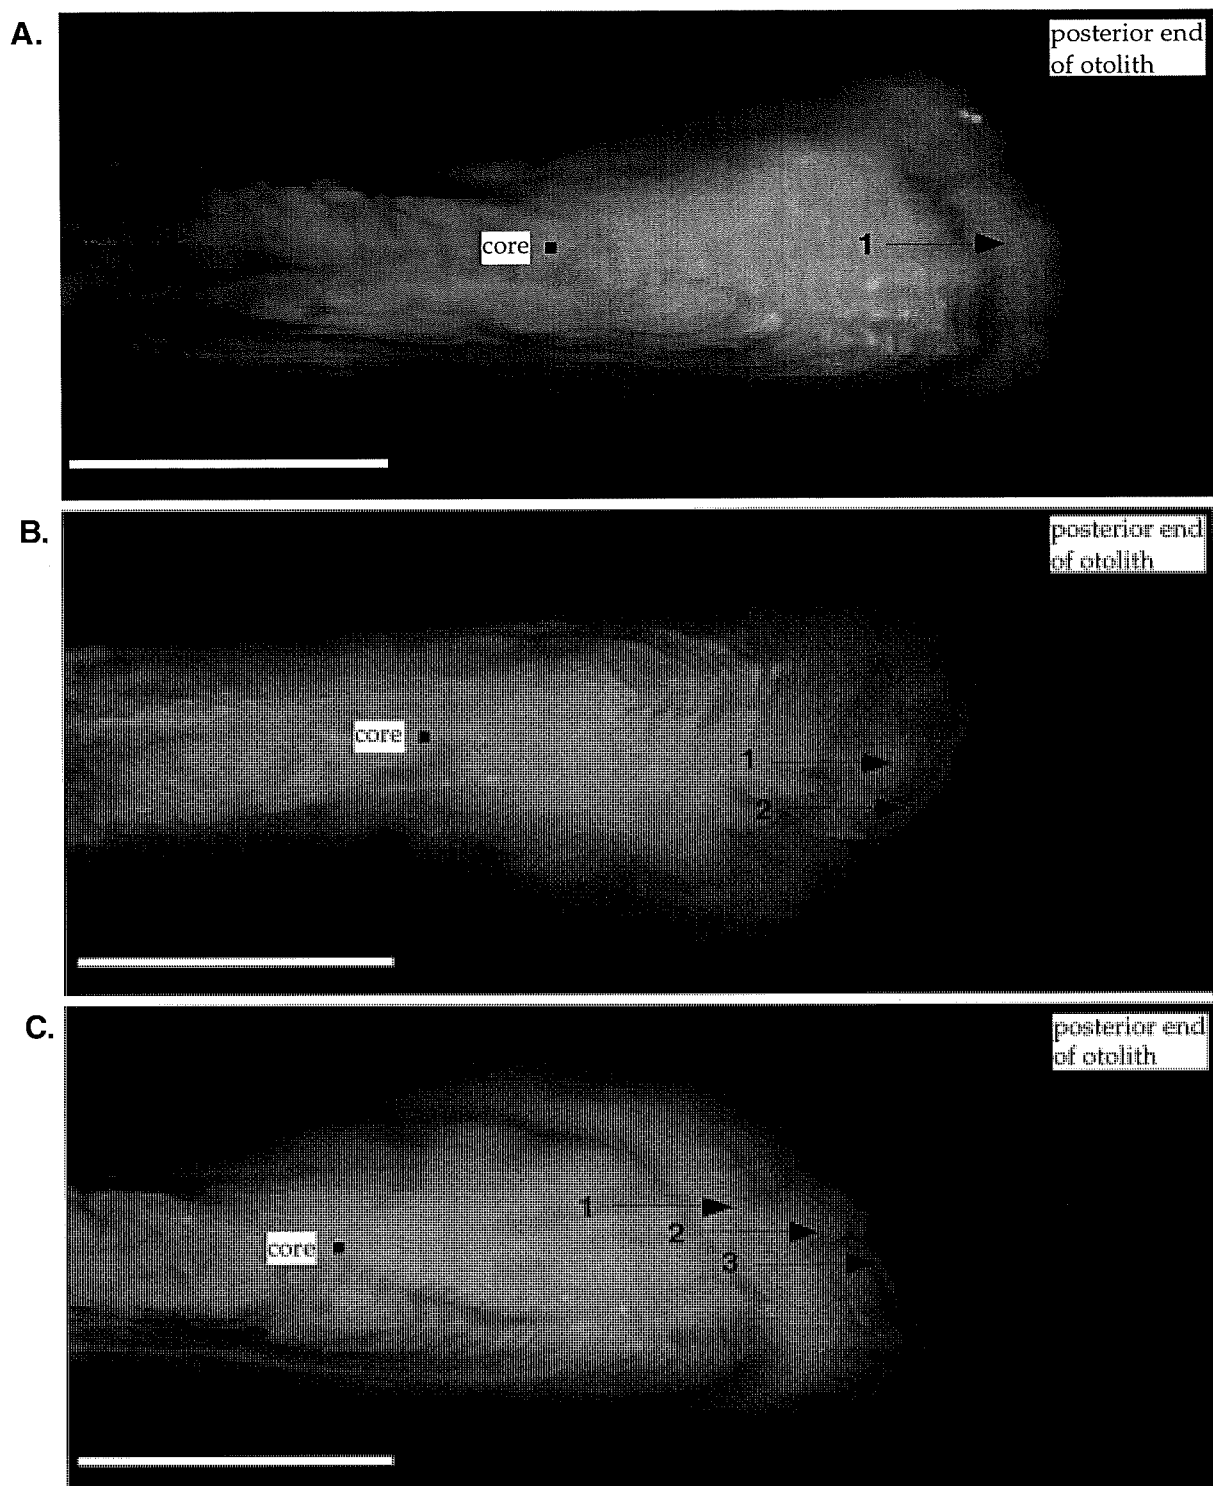 A.
posterior end
of otolith
core
1
B.
posterior end
of otolith
core
1
2
C.
posterior end
of otolith
core
1
2
3